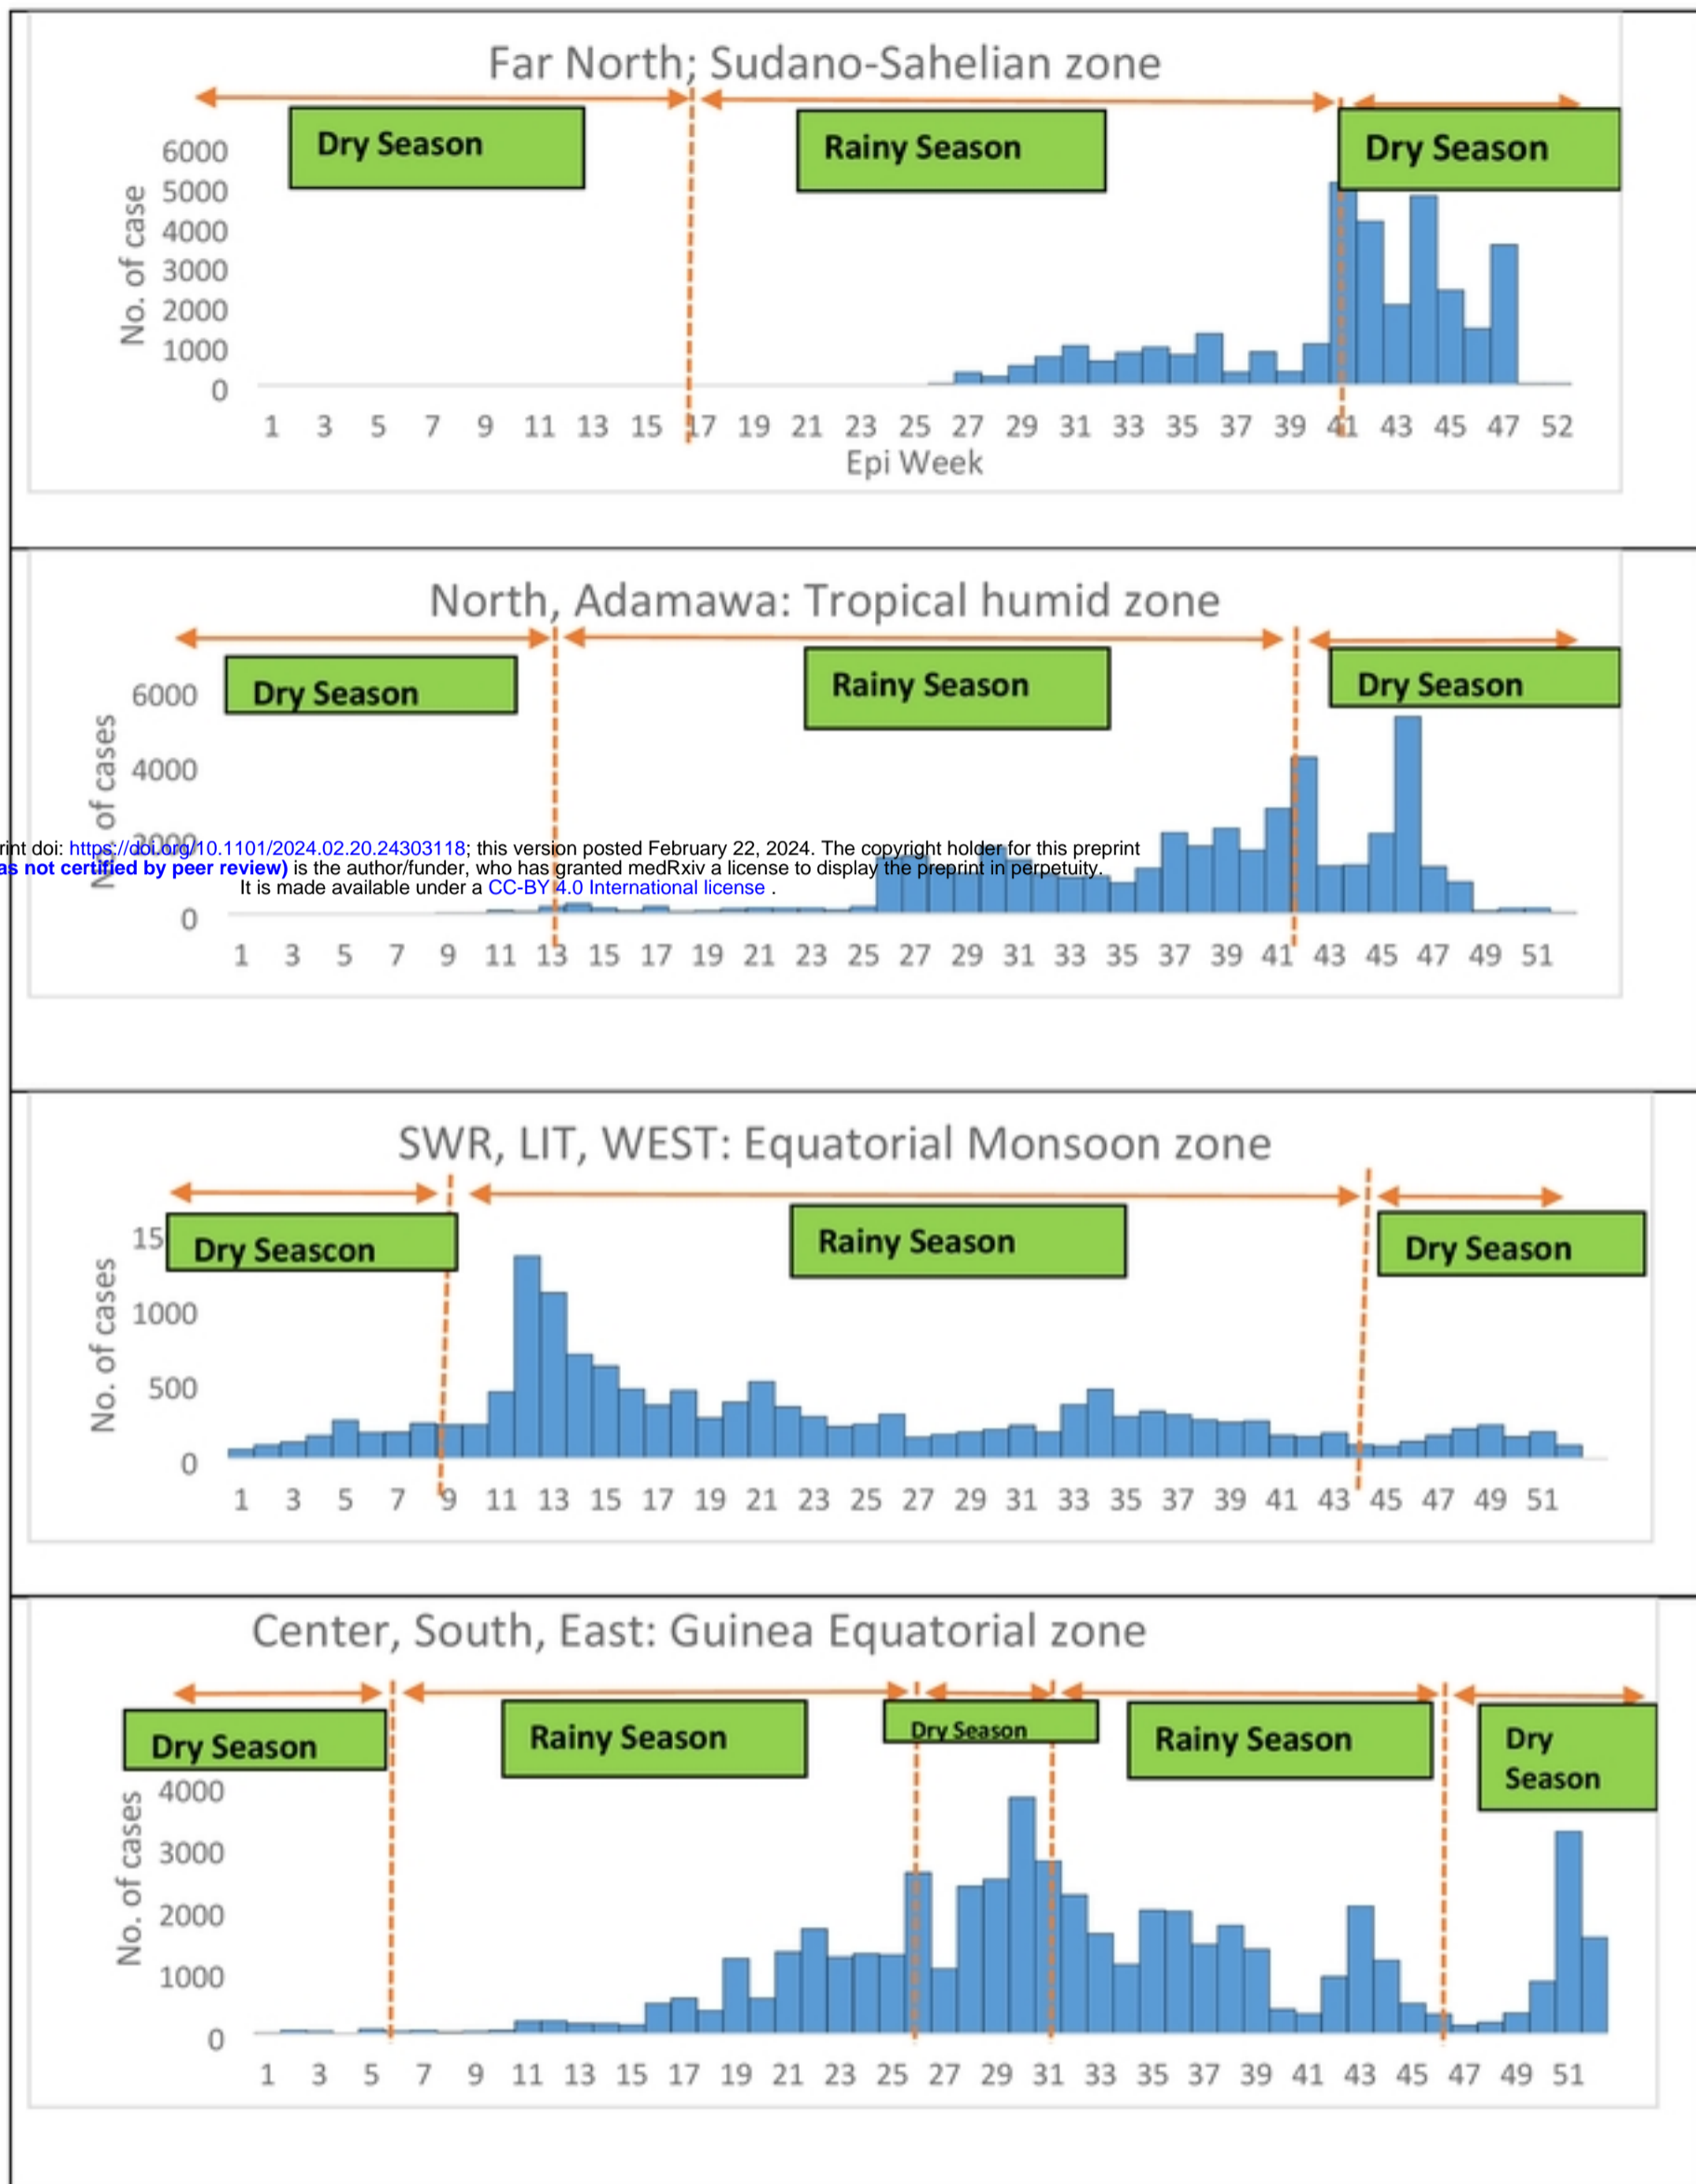 Far North; Sudano-Sahelian zone
Dry Season
Rainy Season
Dry Season
No. of case
6000
5000
4000
3000
2000
1000
0
1 3 5 7 9 11 13 15 17 19 21 23 25 27 29 31 33 35 37 39 41 43 45 47 52
Epi Week
North, Adamawa: Tropical humid zone
Dry Season
Rainy Season
Dry Season
No. of cases
6000
4000
2000
0
rint doi: https://doi.org/10.1101/2024.02.20.24303118; this version posted February 22, 2024. The copyright holder for this preprint
as not certified by peer review) is the author/funder, who has granted medRxiv a license to display the preprint in perpetuity.
It is made available under a CC-BY 4.0 International license .
1 3 5 7 9 11 13 15 17 19 21 23 25 27 29 31 33 35 37 39 41 43 45 47 49 51
SWR, LIT, WEST: Equatorial Monsoon zone
Dry Seascon
Rainy Season
Dry Season
No. of cases
15
1000
500
0
1 3 5 7 9 11 13 15 17 19 21 23 25 27 29 31 33 35 37 39 41 43 45 47 49 51
Center, South, East: Guinea Equatorial zone
Dry Season
Rainy Season
Dry Season
Rainy Season
Dry
Season
No. of cases
4000
3000
2000
1000
0
1 3 5 7 9 11 13 15 17 19 21 23 25 27 29 31 33 35 37 39 41 43 45 47 49 51